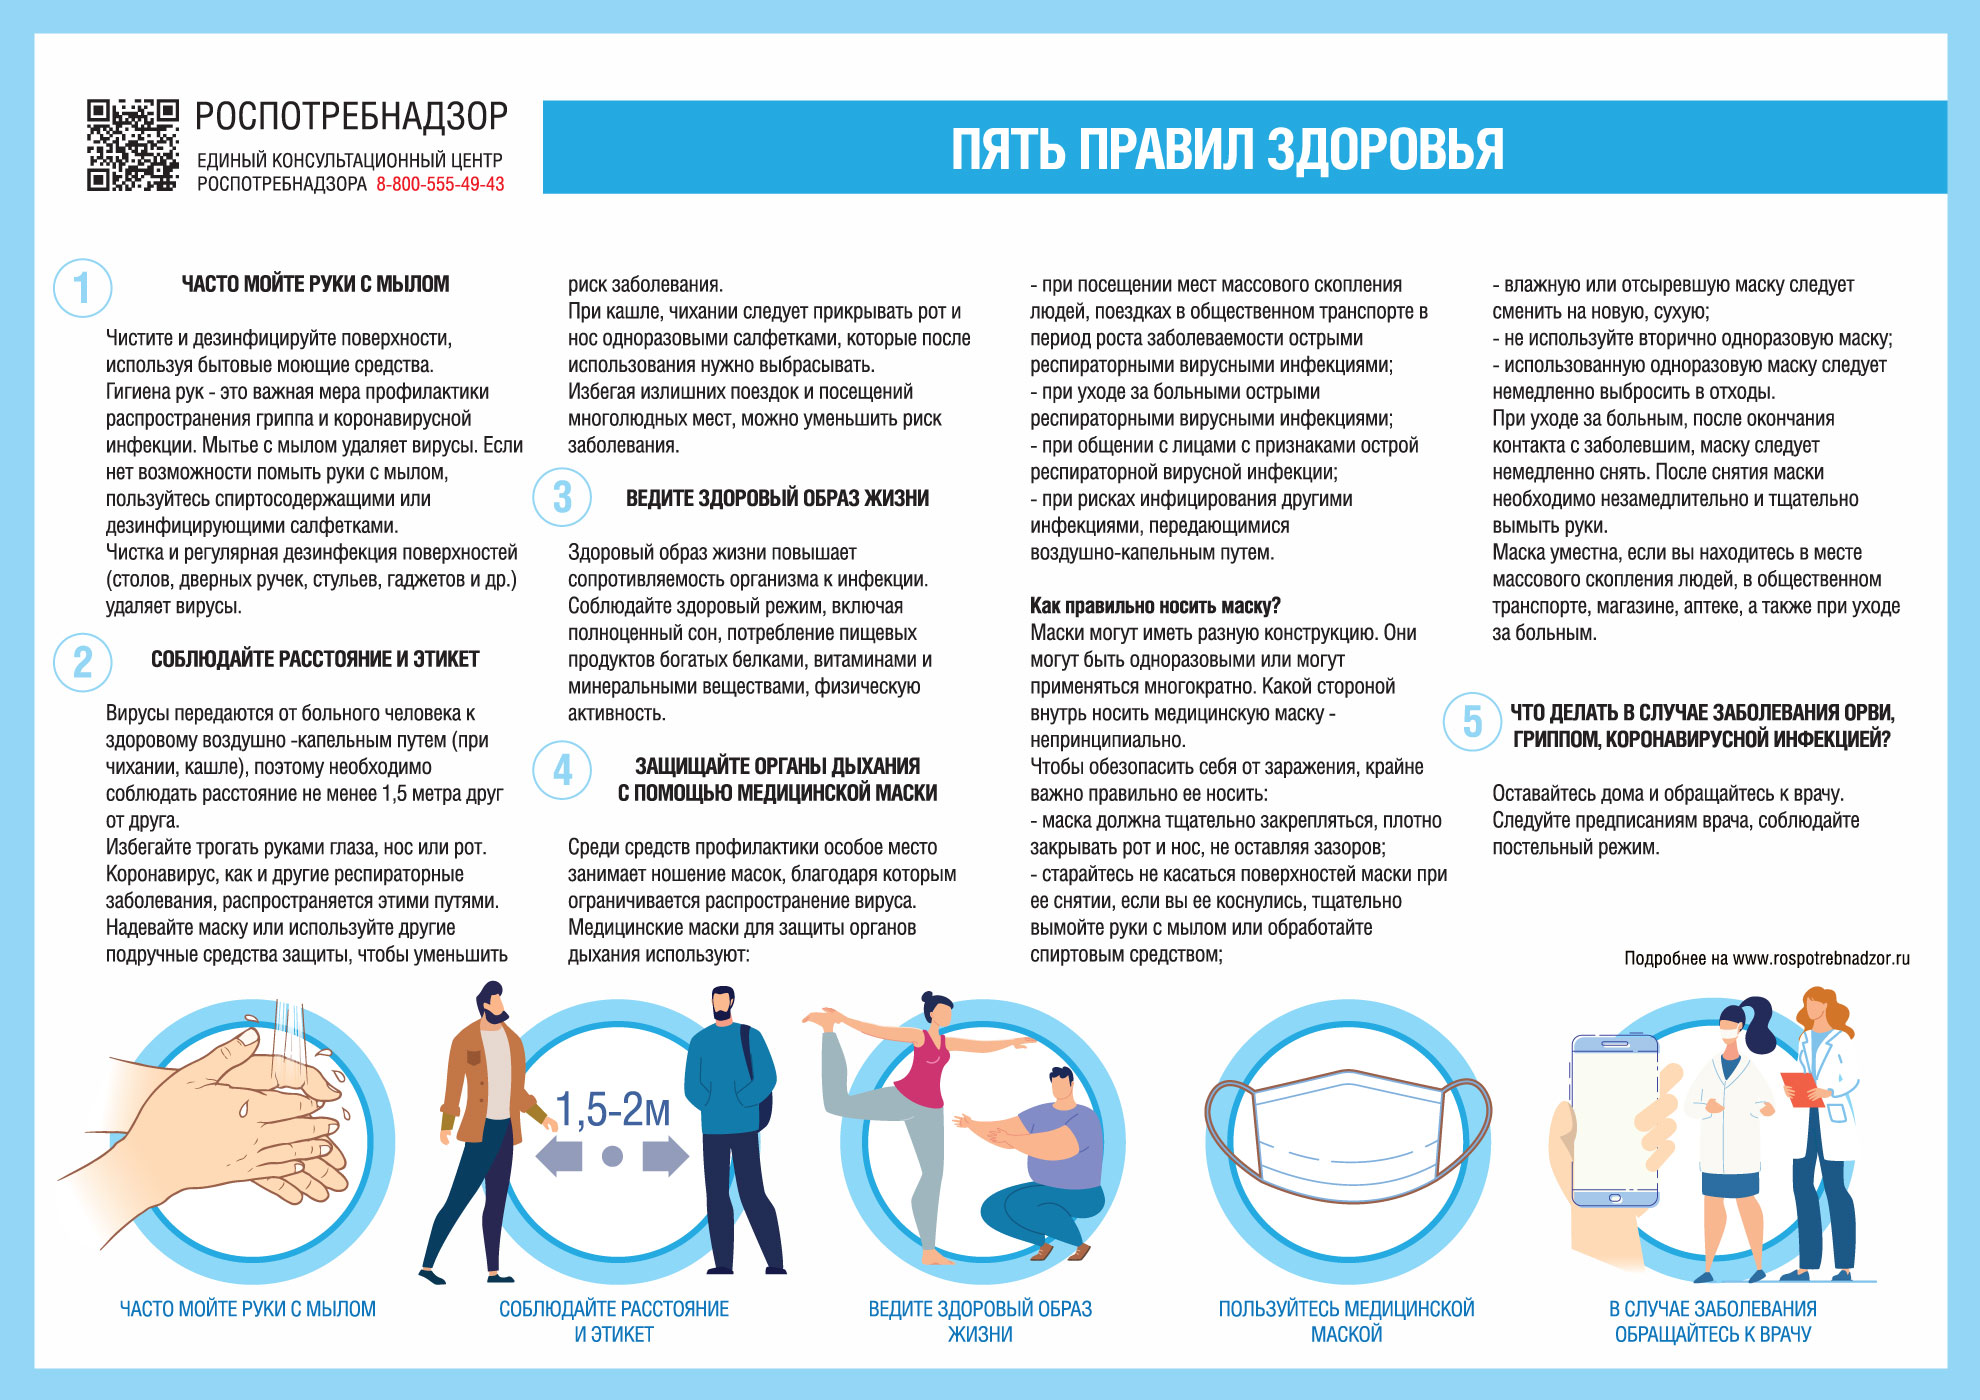 РОСПОТРЕБНАДЗОР
ЕДИНЫЙ КОНСУЛЬТАЦИОННЫЙ ЦЕНТР
РОСПОТРЕБНАДЗОРА 8-800-555-49-43
ПЯТЬ ПРАВИЛ ЗДОРОВЬЯ
1
ЧАСТО МОЙТЕ РУКИ С МЫЛОМ
Чистите и дезинфицируйте поверхности,
используя бытовые моющие средства.
Гигиена рук - это важная мера профилактики
распространения гриппа и коронавирусной
инфекции. Мытье с мылом удаляет вирусы. Если
нет возможности помыть руки с мылом,
пользуйтесь спиртосодержащими или
дезинфицирующими салфетками.
Чистка и регулярная дезинфекция поверхностей
(столов, дверных ручек, стульев, гаджетов и др.)
удаляет вирусы.
2
СОБЛЮДАЙТЕ РАССТОЯНИЕ И ЭТИКЕТ
Вирусы передаются от больного человека к
здоровому воздушно -капельным путем (при
чихании, кашле), поэтому необходимо
соблюдать расстояние не менее 1,5 метра друг
от друга.
Избегайте трогать руками глаза, нос или рот.
Коронавирус, как и другие респираторные
заболевания, распространяется этими путями.
Надевайте маску или используйте другие
подручные средства защиты, чтобы уменьшить
риск заболевания.
При кашле, чихании следует прикрывать рот и
нос одноразовыми салфетками, которые после
использования нужно выбрасывать.
Избегая излишних поездок и посещений
многолюдных мест, можно уменьшить риск
заболевания.
3
ВЕДИТЕ ЗДОРОВЫЙ ОБРАЗ ЖИЗНИ
Здоровый образ жизни повышает
сопротивляемость организма к инфекции.
Соблюдайте здоровый режим, включая
полноценный сон, потребление пищевых
продуктов богатых белками, витаминами и
минеральными веществами, физическую
активность.
4
ЗАЩИЩАЙТЕ ОРГАНЫ ДЫХАНИЯ
С ПОМОЩЬЮ МЕДИЦИНСКОЙ МАСКИ
Среди средств профилактики особое место
занимает ношение масок, благодаря которым
ограничивается распространение вируса.
Медицинские маски для защиты органов
дыхания используют:
- при посещении мест массового скопления
людей, поездках в общественном транспорте в
период роста заболеваемости острыми
респираторными вирусными инфекциями;
- при уходе за больными острыми
респираторными вирусными инфекциями;
- при общении с лицами с признаками острой
респираторной вирусной инфекции;
- при рисках инфицирования другими
инфекциями, передающимися
воздушно-капельным путем.
Как правильно носить маску?
Маски могут иметь разную конструкцию. Они
могут быть одноразовыми или могут
применяться многократно. Какой стороной
внутрь носить медицинскую маску -
непринципиально.
Чтобы обезопасить себя от заражения, крайне
важно правильно ее носить:
- маска должна тщательно закрепляться, плотно
закрывать рот и нос, не оставляя зазоров;
- старайтесь не касаться поверхностей маски при
ее снятии, если вы ее коснулись, тщательно
вымойте руки с мылом или обработайте
спиртовым средством;
- влажную или отсыревшую маску следует
сменить на новую, сухую;
- не используйте вторично одноразовую маску;
- использованную одноразовую маску следует
немедленно выбросить в отходы.
При уходе за больным, после окончания
контакта с заболевшим, маску следует
немедленно снять. После снятия маски
необходимо незамедлительно и тщательно
вымыть руки.
Маска уместна, если вы находитесь в месте
массового скопления людей, в общественном
транспорте, магазине, аптеке, а также при уходе
за больным.
5
ЧТО ДЕЛАТЬ В СЛУЧАЕ ЗАБОЛЕВАНИЯ ОРВИ,
ГРИППОМ, КОРОНАВИРУСНОЙ ИНФЕКЦИЕЙ?
Оставайтесь дома и обращайтесь к врачу.
Следуйте предписаниям врача, соблюдайте
постельный режим.
Подробнее на www.rospotrebnadzor.ru
1,5-2м
ЧАСТО МОЙТЕ РУКИ С МЫЛОМ
СОБЛЮДАЙТЕ РАССТОЯНИЕ
И ЭТИКЕТ
ВЕДИТЕ ЗДОРОВЫЙ ОБРАЗ
ЖИЗНИ
ПОЛЬЗУЙТЕСЬ МЕДИЦИНСКОЙ
МАСКОЙ
В СЛУЧАЕ ЗАБОЛЕВАНИЯ
ОБРАЩАЙТЕСЬ К ВРАЧУ